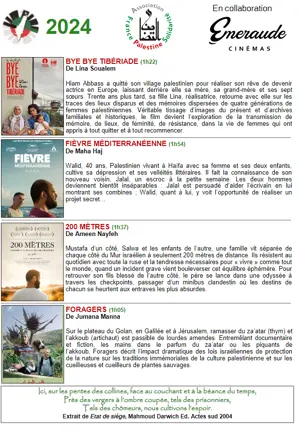 2024
Association France Palestine Solidarité
En collaboration
Emeraude
CINÉMAS
BYE BYE TIBÉRIADE (1h22)
De Lina Soualem
Hiam Abbass a quitté son village palestinien pour réaliser son rêve de devenir
actrice en Europe, laissant derrière elle sa mère, sa grand-mère et ses sept
sœurs. Trente ans plus tard, sa fille Lina, réalisatrice, retourne avec elle sur les
traces des lieux disparus et des mémoires dispersées de quatre générations de
femmes palestiniennes. Véritable tissage d'images du présent et d'archives
familiales et historiques, le film devient l'exploration de la transmission de
mémoire, de lieux, de féminité, de résistance, dans la vie de femmes qui ont
appris à tout quitter et à tout recommencer.
BYE
BYE
FIÈVRE MÉDITERRANÉENNE (1h54)
De Maha Haj
Walid, 40 ans, Palestinien vivant à Haïfa avec sa femme et ses deux enfants,
cultive sa dépression et ses velléités littéraires. Il fait la connaissance de son
nouveau voisin, Jalal, un escroc à la petite semaine. Les deux hommes
deviennent bientôt inséparables : Jalal est persuadé d'aider l'écrivain en lui
montrant ses combines ; Walid, quant à lui, y voit l'opportunité de réaliser un
projet secret...
FIÈVRE
MÉDITERRANÉENNE
200 MÈTRES (1h37)
De Ameen Nayfeh
Mustafa d'un côté, Salwa et les enfants de l'autre, une famille vit séparée de
chaque côté du Mur israélien à seulement 200 mètres de distance. Ils résistent au
quotidien avec toute la ruse et la tendresse nécessaires pour « vivre » comme tout
le monde, quand un incident grave vient bouleverser cet équilibre éphémère. Pour
retrouver son fils blessé de l'autre côté, le père se lance dans une odyssée à
travers les checkpoints, passager d'un minibus clandestin où les destins de
chacun se heurtent aux entraves les plus absurdes.
200 MÈTRES
FORAGERS (1h05)
De Jumana Manna
Sur le plateau du Golan, en Galilée et à Jérusalem, ramasser du za'atar (thym) et
l'akkoub (artichaut) est passible de lourdes amendes. Entremêlant documentaire
et fiction, les mains dans le parfum du za'atar ou les piquants de
l'akkoub, Foragers décrit l'impact dramatique des lois israéliennes de protection
de la nature sur les traditions immémoriales de la culture palestinienne et sur les
cueilleuses et cueilleurs de plantes sauvages.
Ici, sur les pentes des collines, face au couchant et à la béance du temps,
Près des vergers à l'ombre coupée, tels des prisonniers,
Tels des chômeurs, nous cultivons l'espoir.
Extrait de Etat de siège, Mahmoud Darwich Ed. Actes sud 2004